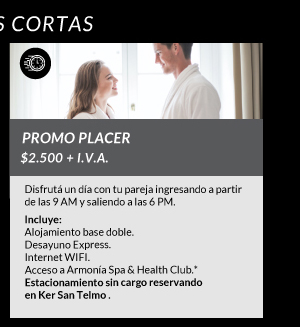 S CORTAS
PROMO PLACER
$2.500 + I.V.A.
Disfrutá un día con tu pareja ingresando a partir
de las 9 AM y saliendo a las 6 PM.
Incluye:
Alojamiento base doble.
Desayuno Express.
Internet WIFI.
Acceso a Armonía Spa & Health Club.*
Estacionamiento sin cargo reservando
en Ker San Telmo .